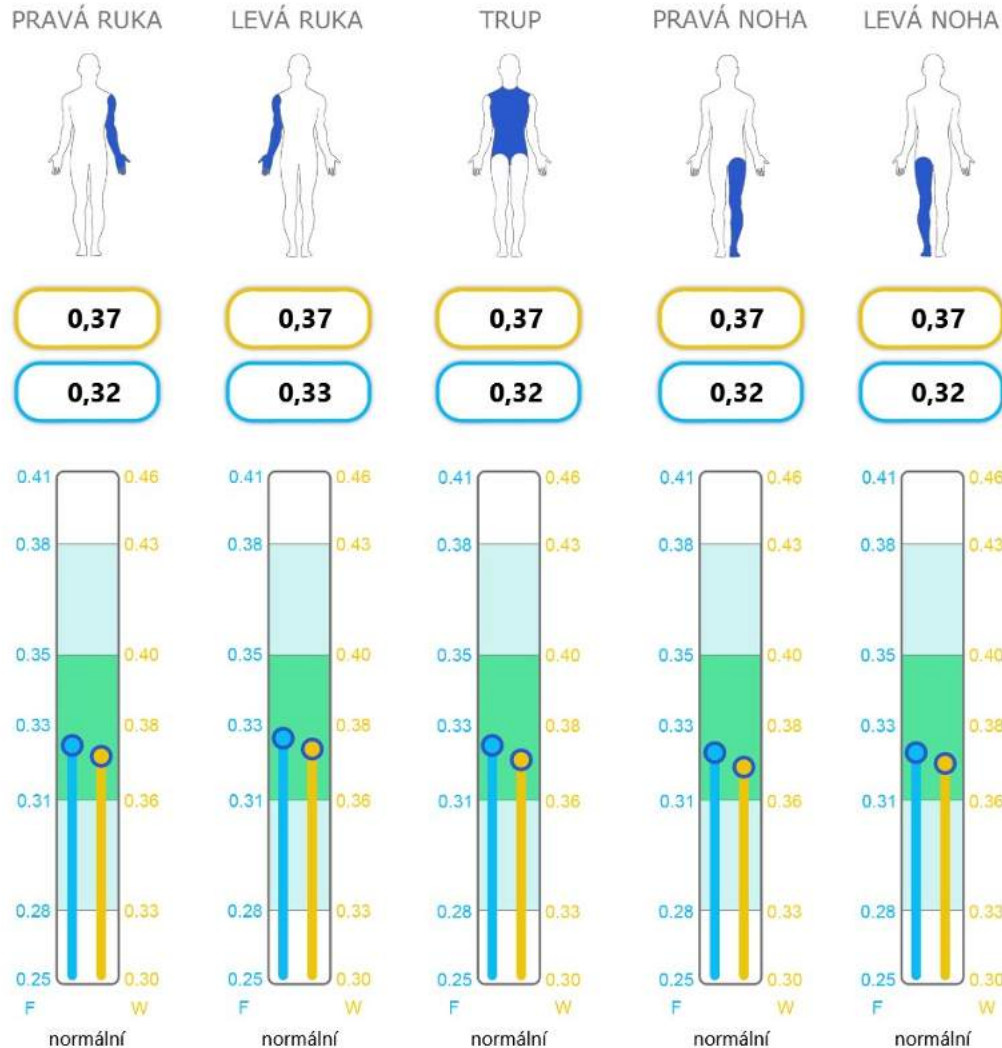 PRAVÁ RUKA LEVÁ RUKA TRUP PRAVÁ NOHA LEVÁ NOHA
0,37 0,37 0,37 0,37 0,37
0,32 0,33 0,32 0,32 0,32
0.41 0.46 0.41 0.46 0.41 0.46 0.41 0.46 0.41 0.46
0.38 0.43 0.38 0.43 0.38 0.43 0.38 0.43 0.38 0.43
0.35 0.40 0.35 0.40 0.35 0.40 0.35 0.40 0.35 0.40
0.33 0.38 0.33 0.38 0.33 0.38 0.33 0.38 0.33 0.38
0.31 0.36 0.31 0.36 0.31 0.36 0.31 0.36 0.31 0.36
0.28 0.33 0.28 0.33 0.28 0.33 0.28 0.33 0.28 0.33
0.25 0.30 0.25 0.30 0.25 0.30 0.25 0.30 0.25 0.30
F W F W F W F W F W
normální normální normální normální normální